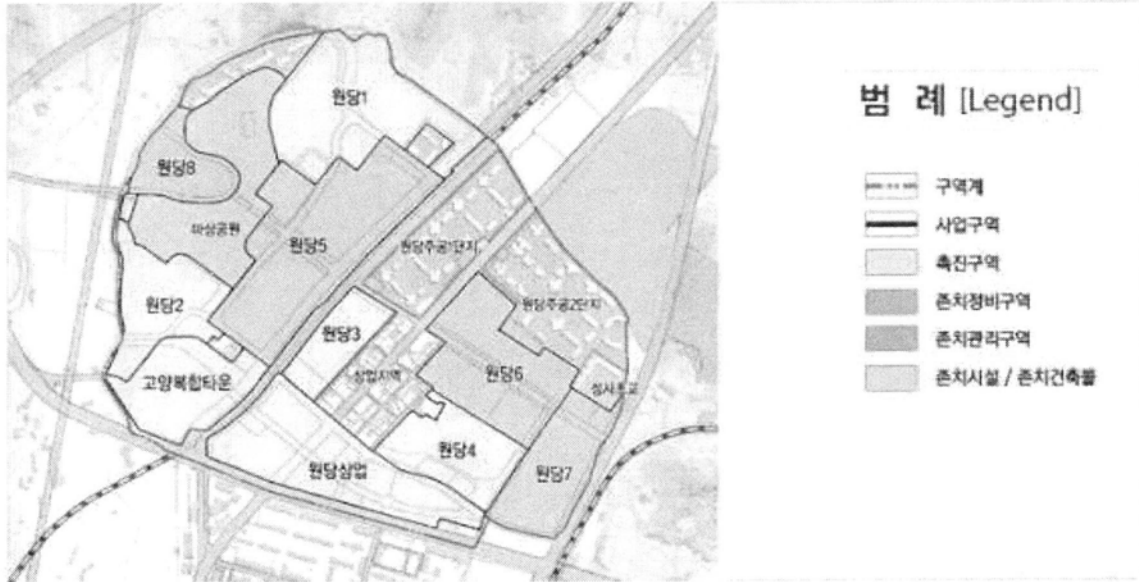 원당1
원당8
마상공원
원당5
원당주공1단지
원당2
원당주공2단지
원당3
고양복합타운
상업지역
원당6
성사초교
원당4
원당상업
원당7
범 례 [Legend]
구역계
사업구역
촉진구역
존치정비구역
존치관리구역
존치시설 / 존치건축물